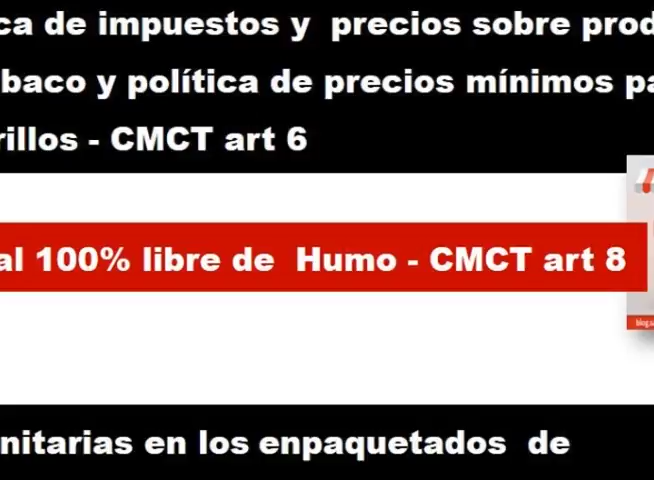 ca de impuestos y precios sobre prod
baco y política de precios mínimos pa
rillos - CMCT art 6
al 100% libre de Humo - CMCT art 8
blog.s
nitarias en los enpaquetados de